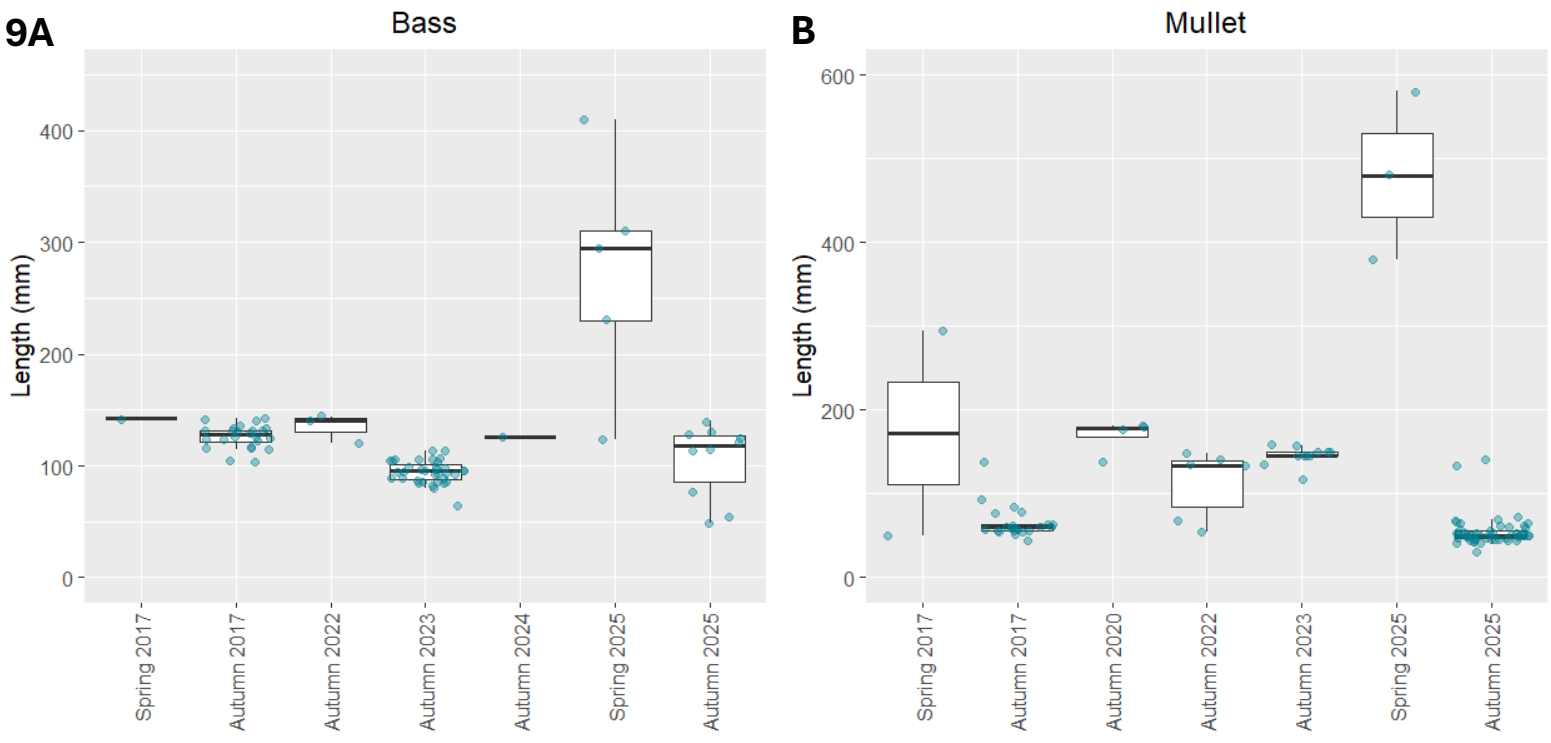 9A
Bass
Length (mm)
400
300
200
100
0
Spring 2017
Autumn 2017
Autumn 2022
Autumn 2023
Autumn 2024
Spring 2025
Autumn 2025
B
Mullet
Length (mm)
600
400
200
0
Spring 2017
Autumn 2017
Autumn 2020
Autumn 2022
Autumn 2023
Spring 2025
Autumn 2025